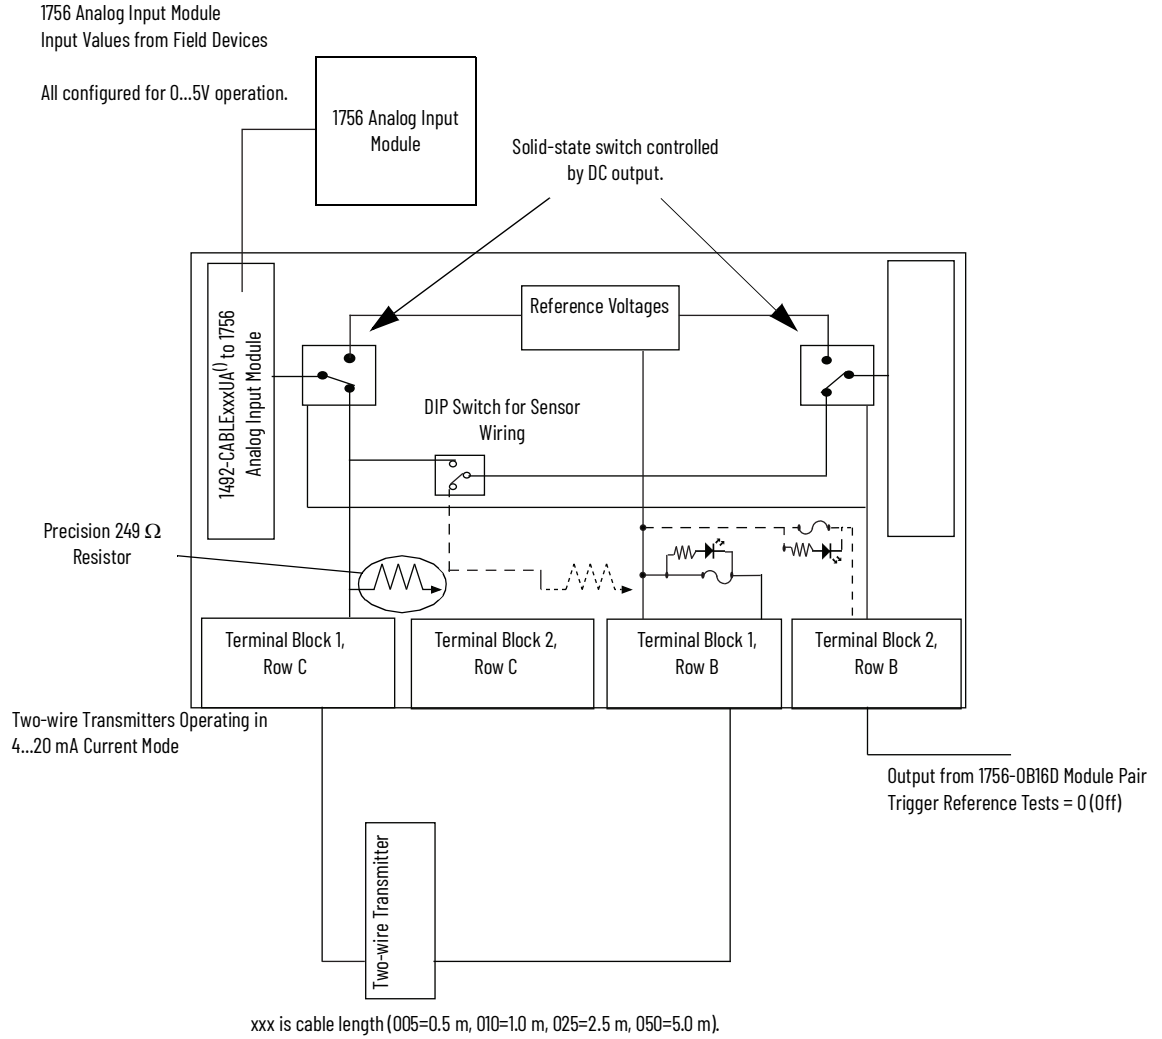 1756 Analog Input Module
Input Values from Field Devices
All configured for 0...5V operation.
1756 Analog Input
Module
Solid-state switch controlled
by DC output.
Reference Voltages
1492-CABLExxxUA() to 1756
Analog Input Module
DIP Switch for Sensor
Wiring
Precision 249 Ω
Resistor
Terminal Block 1,
Row C
Terminal Block 2,
Row C
Terminal Block 1,
Row B
Terminal Block 2,
Row B
Two-wire Transmitters Operating in
4...20 mA Current Mode
Output from 1756-OB16D Module Pair
Trigger Reference Tests = 0 (Off)
Two-wire Transmitter
xxx is cable length (005=0.5 m, 010=1.0 m, 025=2.5 m, 050=5.0 m).